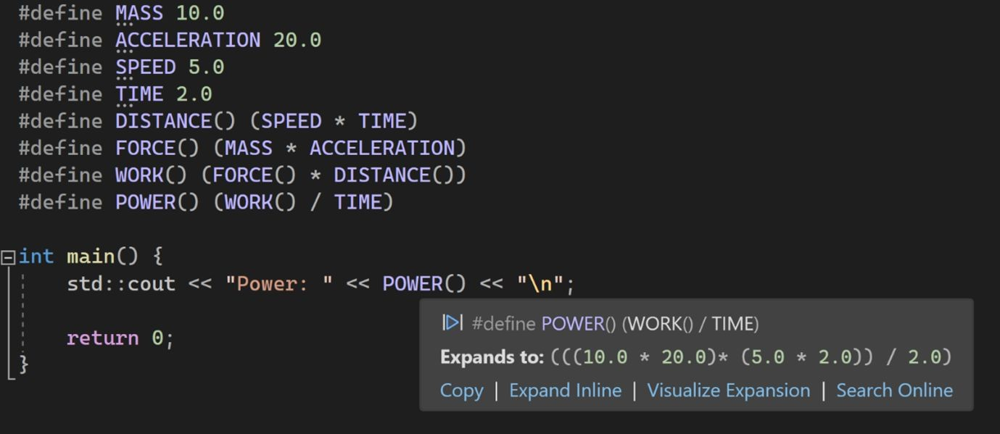 #define MASS 10.0
#define ACCELERATION 20.0
#define SPEED 5.0
#define TIME 2.0
#define DISTANCE() (SPEED * TIME)
#define FORCE() (MASS * ACCELERATION)
#define WORK() (FORCE() * DISTANCE())
#define POWER() (WORK() / TIME)
int main() {
std::cout << "Power: " << POWER() << "\n";
#define POWER() (WORK() / TIME)
Expands to: (((10.0 * 20.0)* (5.0 * 2.0)) / 2.0)
Copy | Expand Inline | Visualize Expansion | Search Online
return 0;
}